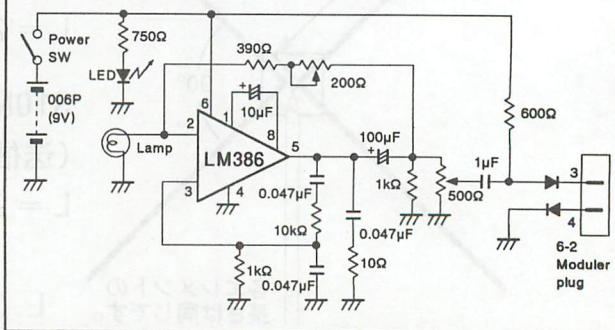 Power
SW
750Ω
LED
006P
(9V)
Lamp
390Ω
200Ω
10μF
6
1
2
8
5
LM386
3
4
100μF
0.047μF
10kΩ
1kΩ
0.047μF
0.047μF
10Ω
1kΩ
500Ω
1μF
600Ω
3
4
6-2
Moduler
plug